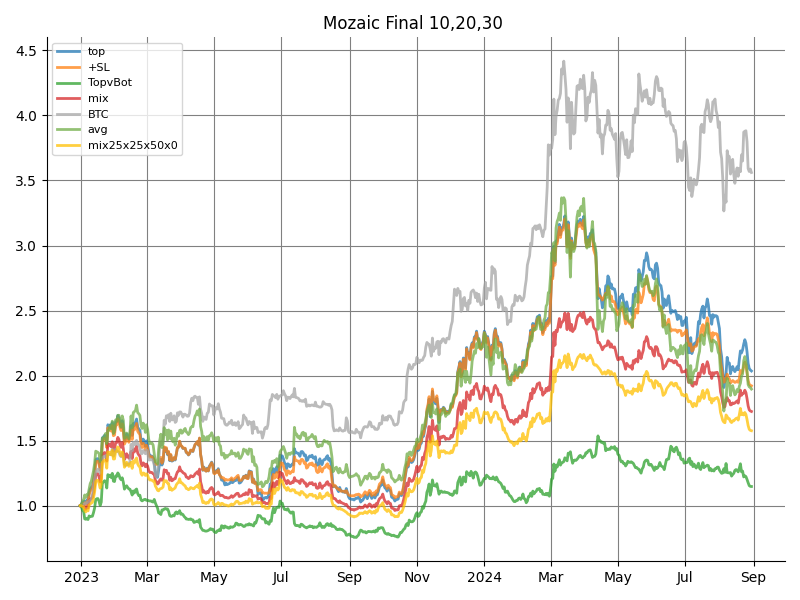 Mozaic Final 10,20,30
top
+SL
TopvBot
mix
BTC
avg
mix25x25x50x0
4.5
4.0
3.5
3.0
2.5
2.0
1.5
1.0
2023 Mar May Jul Sep Nov 2024 Mar May Jul Sep